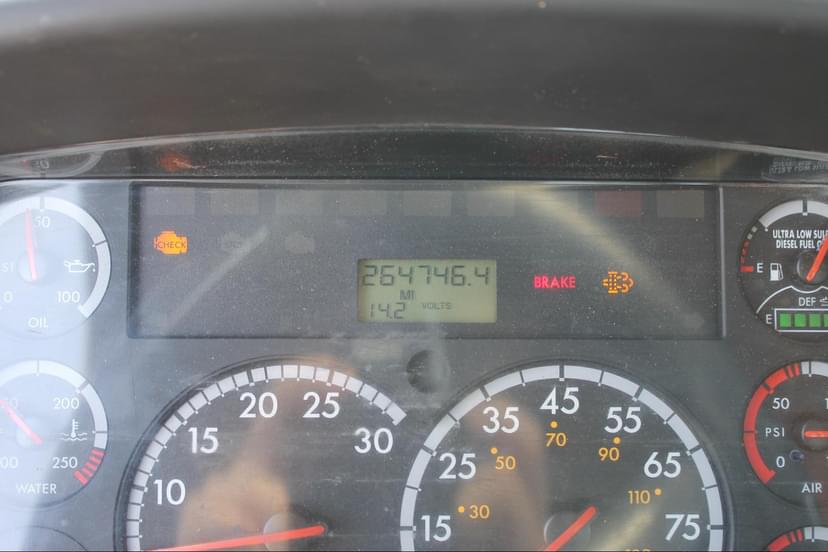 50
ST
0
100
OIL
200
250
WATER
CHECK
264746.4
MI
14.2 VOLTS
BRAKE
ULTRA LOW SUL
DIESEL FUEL O
E
DEF
E
10
15
20
25
30
15
25
35
45
55
65
75
30
50
70
90
110
50
PSI
0
AIR